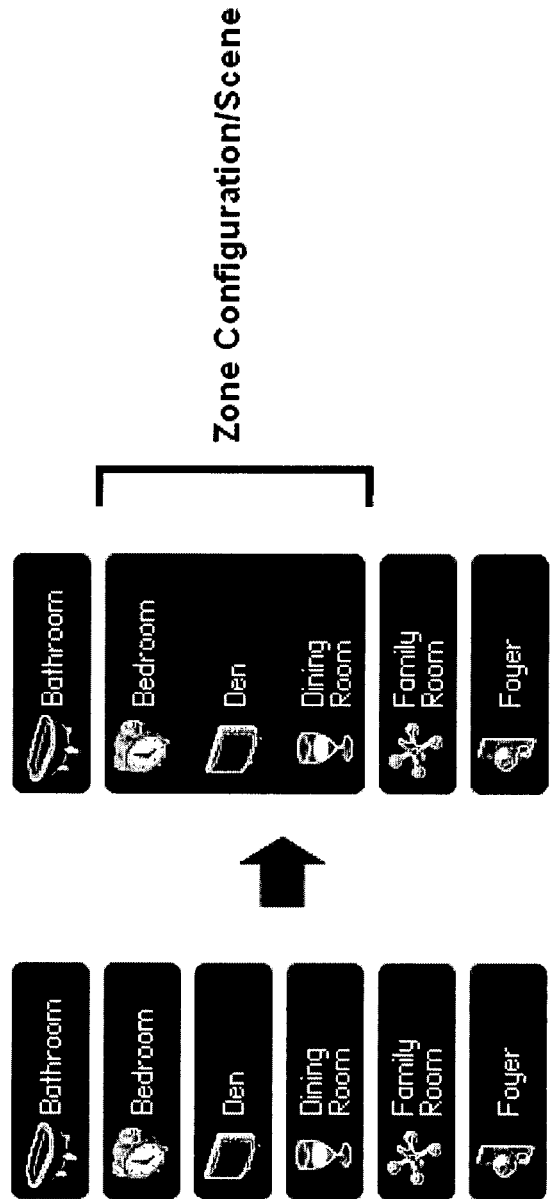 Bathroom
Bedroom
Den
Dining
Room
Family
Room
Foyer
Bathroom
Bedroom
Den
Dining
Room
Family
Room
Foyer
Zone Configuration/Scene